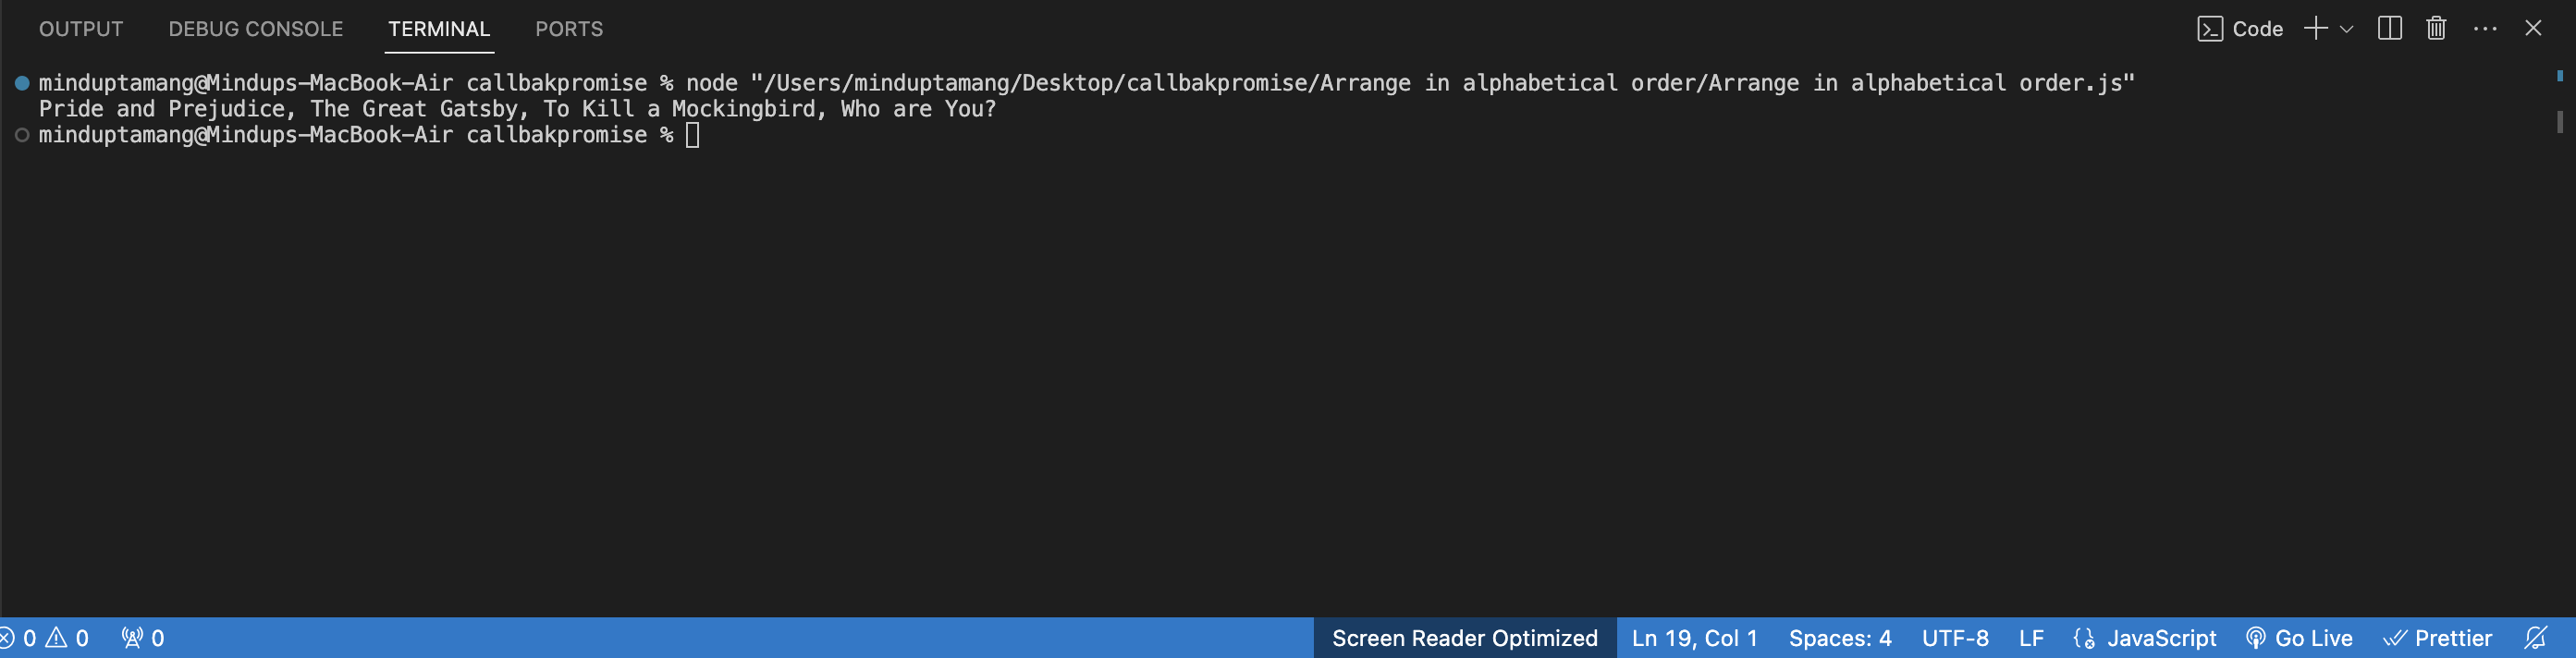 OUTPUT DEBUG CONSOLE TERMINAL PORTS Code
minduptamang@Mindups-MacBook-Air callbakpromise % node "/Users/minduptamang/Desktop/callbakpromise/Arrange in alphabetical order/Arrange in alphabetical order.js"
Pride and Prejudice, The Great Gatsby, To Kill a Mockingbird, Who are You?
minduptamang@Mindups-MacBook-Air callbakpromise %
0 0 0 Screen Reader Optimized Ln 19, Col 1 Spaces: 4 UTF-8 LF JavaScript Go Live Prettier